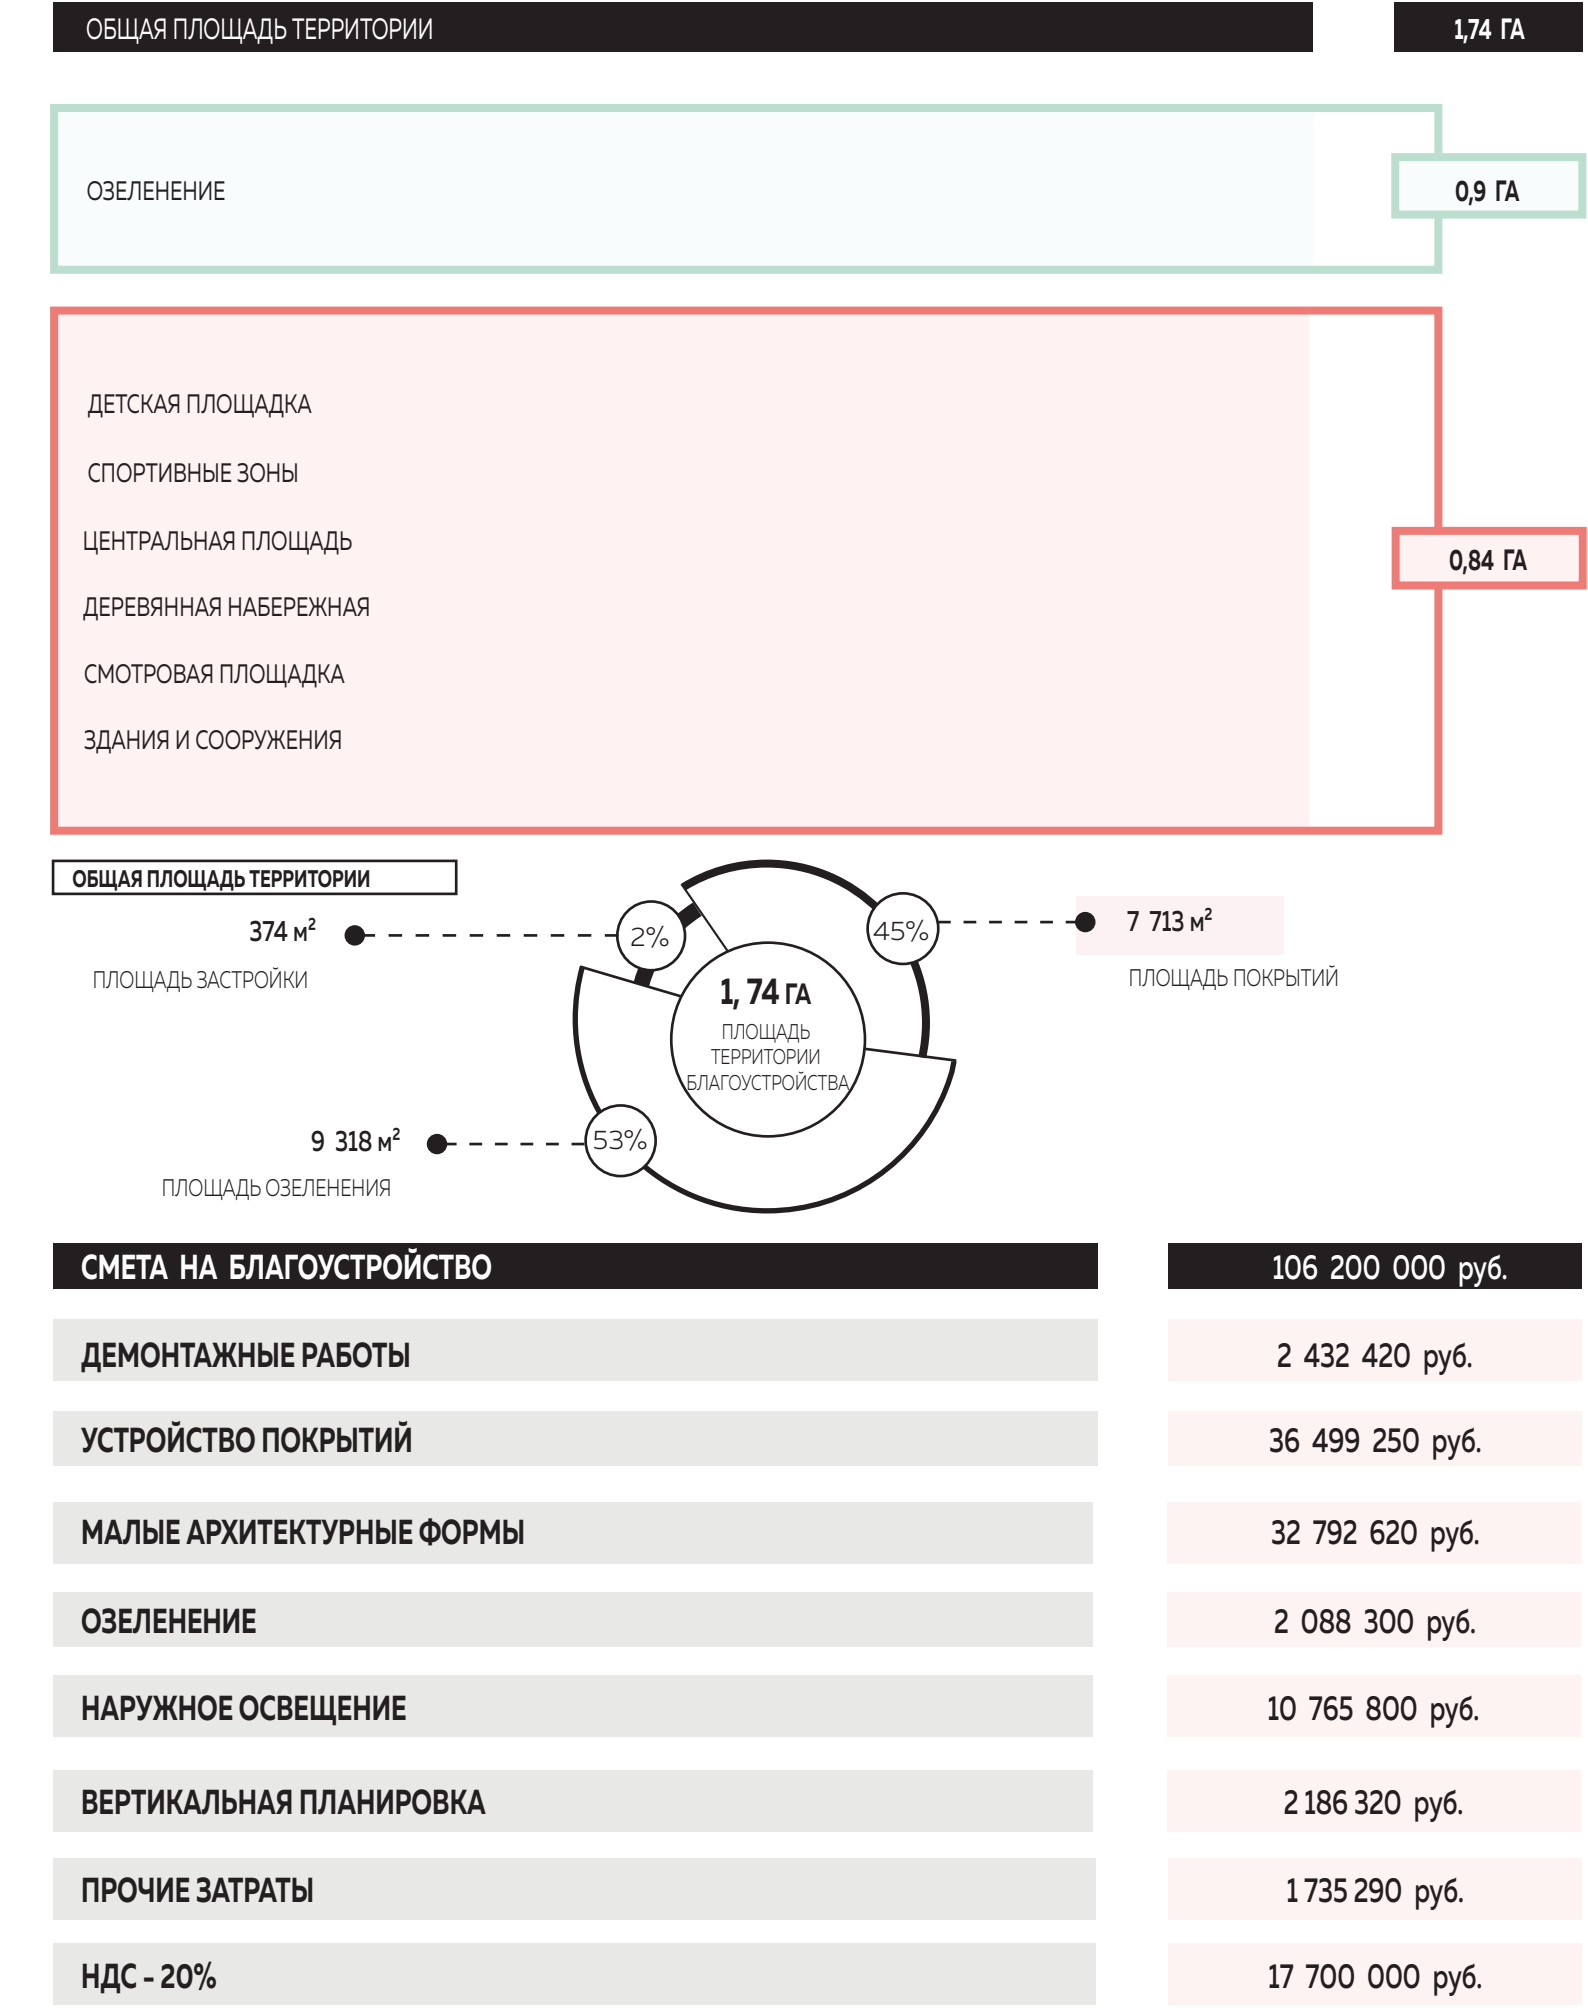 ОБЩАЯ ПЛОЩАДЬ ТЕРРИТОРИИ 1,74 ГА
ОЗЕЛЕНЕНИЕ 0,9 ГА
ДЕТСКАЯ ПЛОЩАДКА
СПОРТИВНЫЕ ЗОНЫ
ЦЕНТРАЛЬНАЯ ПЛОЩАДЬ
0,84 ГА
ДЕРЕВЯННАЯ НАБЕРЕЖНАЯ
СМОТРОВАЯ ПЛОЩАДКА
ЗДАНИЯ И СООРУЖЕНИЯ
ОБЩАЯ ПЛОЩАДЬ ТЕРРИТОРИИ
374 м²
2%
45%
7 713 м²
ПЛОЩАДЬ ЗАСТРОЙКИ
ПЛОЩАДЬ ПОКРЫТИЙ
1, 74 ГА
ПЛОЩАДЬ
ТЕРРИТОРИИ
БЛАГОУСТРОЙСТВА
9 318 м²
53%
ПЛОЩАДЬ ОЗЕЛЕНЕНИЯ
СМЕТА НА БЛАГОУСТРОЙСТВО 106 200 000 руб.
ДЕМОНТАЖНЫЕ РАБОТЫ 2 432 420 руб.
УСТРОЙСТВО ПОКРЫТИЙ 36 499 250 руб.
МАЛЫЕ АРХИТЕКТУРНЫЕ ФОРМЫ 32 792 620 руб.
ОЗЕЛЕНЕНИЕ 2 088 300 руб.
НАРУЖНОЕ ОСВЕЩЕНИЕ 10 765 800 руб.
ВЕРТИКАЛЬНАЯ ПЛАНИРОВКА 2 186 320 руб.
ПРОЧИЕ ЗАТРАТЫ 1 735 290 руб.
НДС - 20% 17 700 000 руб.